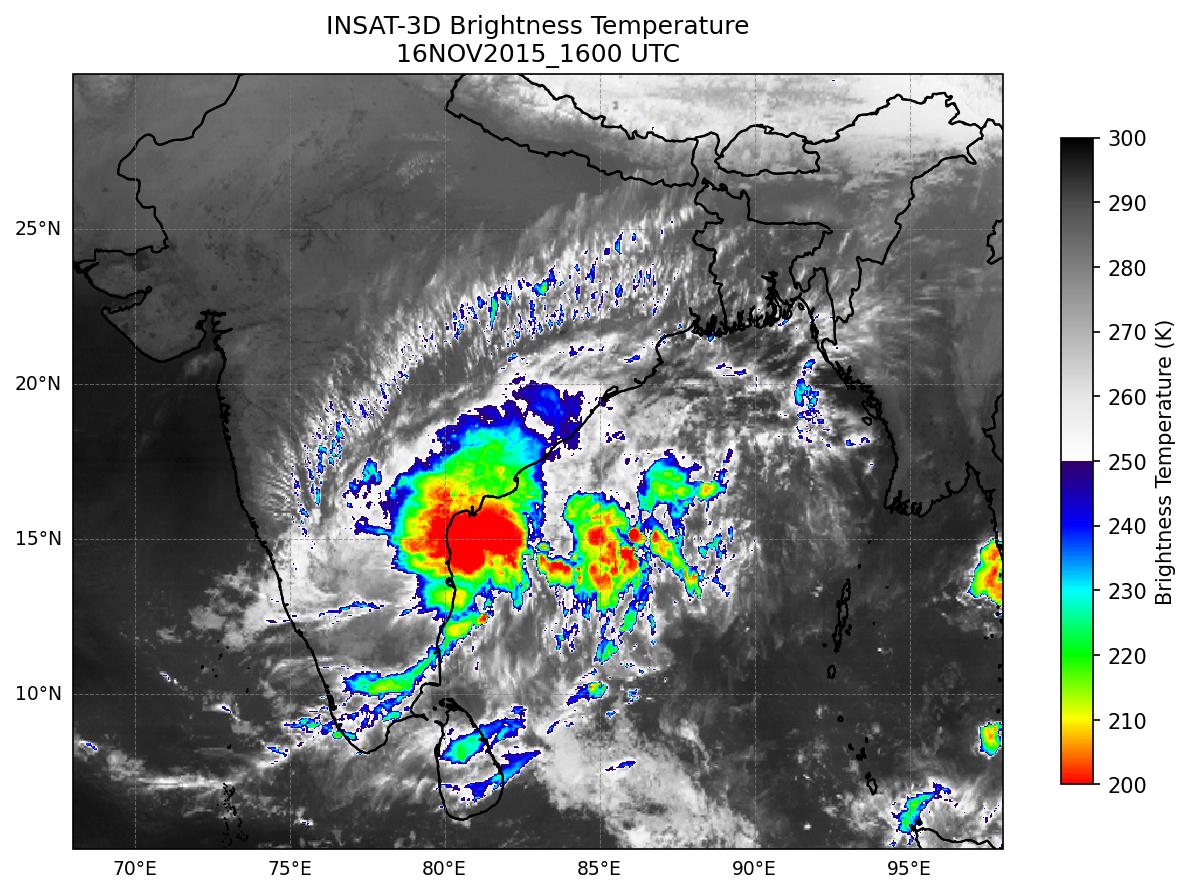 INSAT-3D Brightness Temperature
16NOV2015_1600 UTC
25°N
20°N
15°N
10°N
70°E
75°E
80°E
85°E
90°E
95°E
300
290
280
270
260
250
240
230
220
210
200
Brightness Temperature (K)